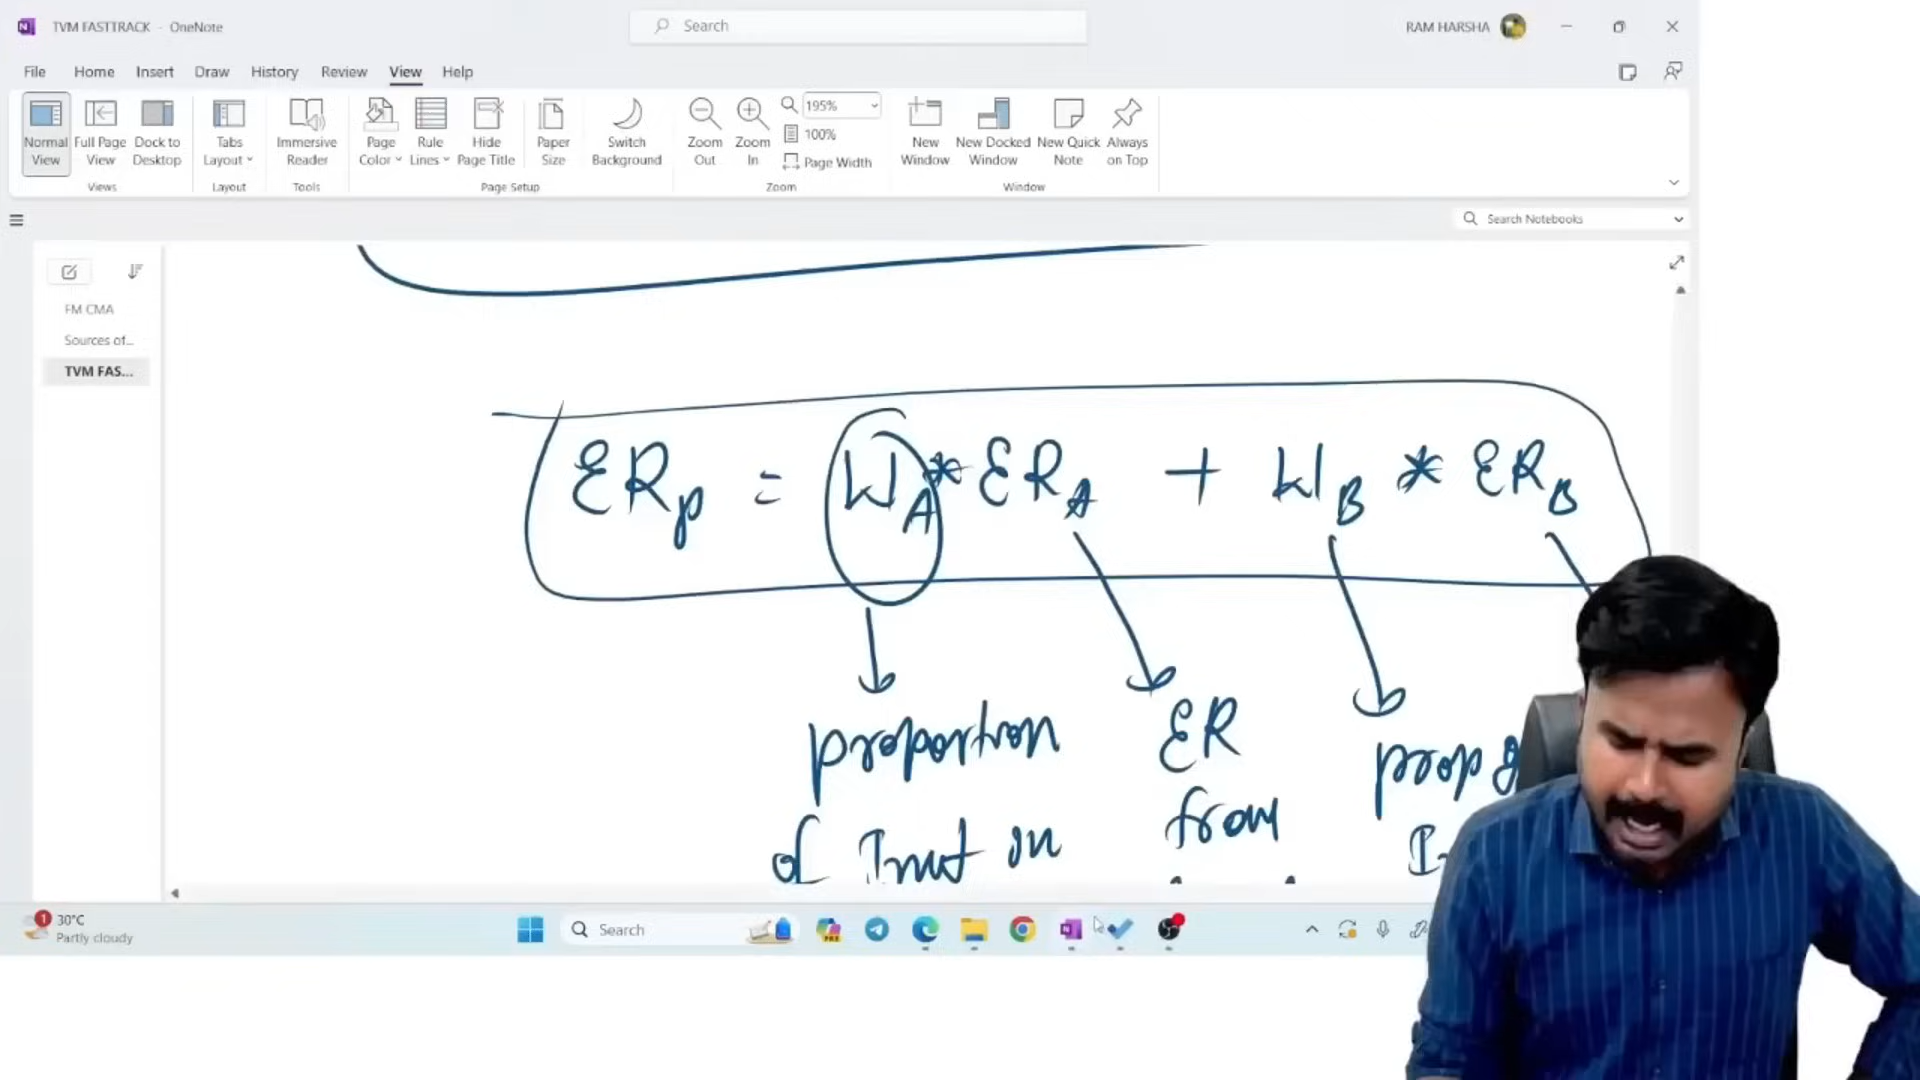 TVM FASTTRACK - OneNote
Search
RAM HARSHA
File Home Insert Draw History Review View Help
Normal View
Full Page View
Dock to Desktop
Tabs Layout
Immersive Reader
Page Color
Rule Lines
Hide Page Title
Paper Size
Switch Background
Zoom Out
Zoom In
195%
100%
Page Width
New Window
New Docked Window
New Quick Note
Always on Top
Views Layout Tools Page Setup Zoom Window
Search Notebooks
FM CMA
Sources of...
TVM FAS...
ERp = WA * ERA + WB * ERB
proportion ER prop
of Invt in from
1
30°C
Partly cloudy
Search